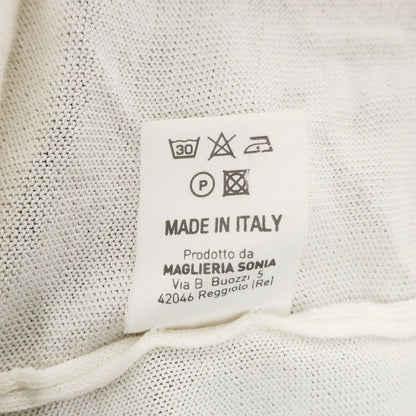 30
P
MADE IN ITALY
Prodotto da
MAGLIERIA SONIA
Via B Buozzi 5
42046 Reggiolo (Re)